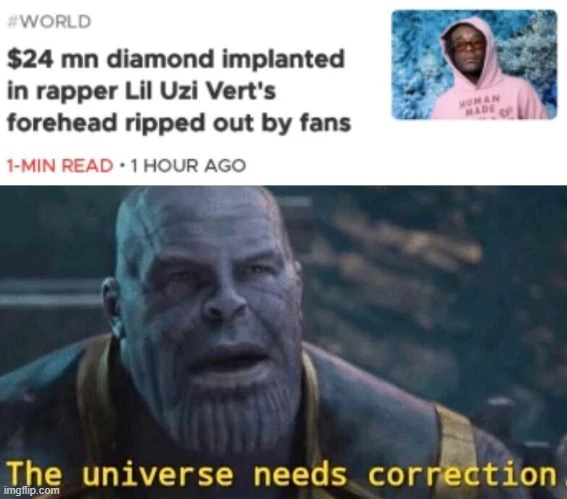 #WORLD
$24 mn diamond implanted
in rapper Lil Uzi Vert's
forehead ripped out by fans
1-MIN READ • 1 HOUR AGO
HUMAN
MADE
The universe needs correction.
imgflip.com